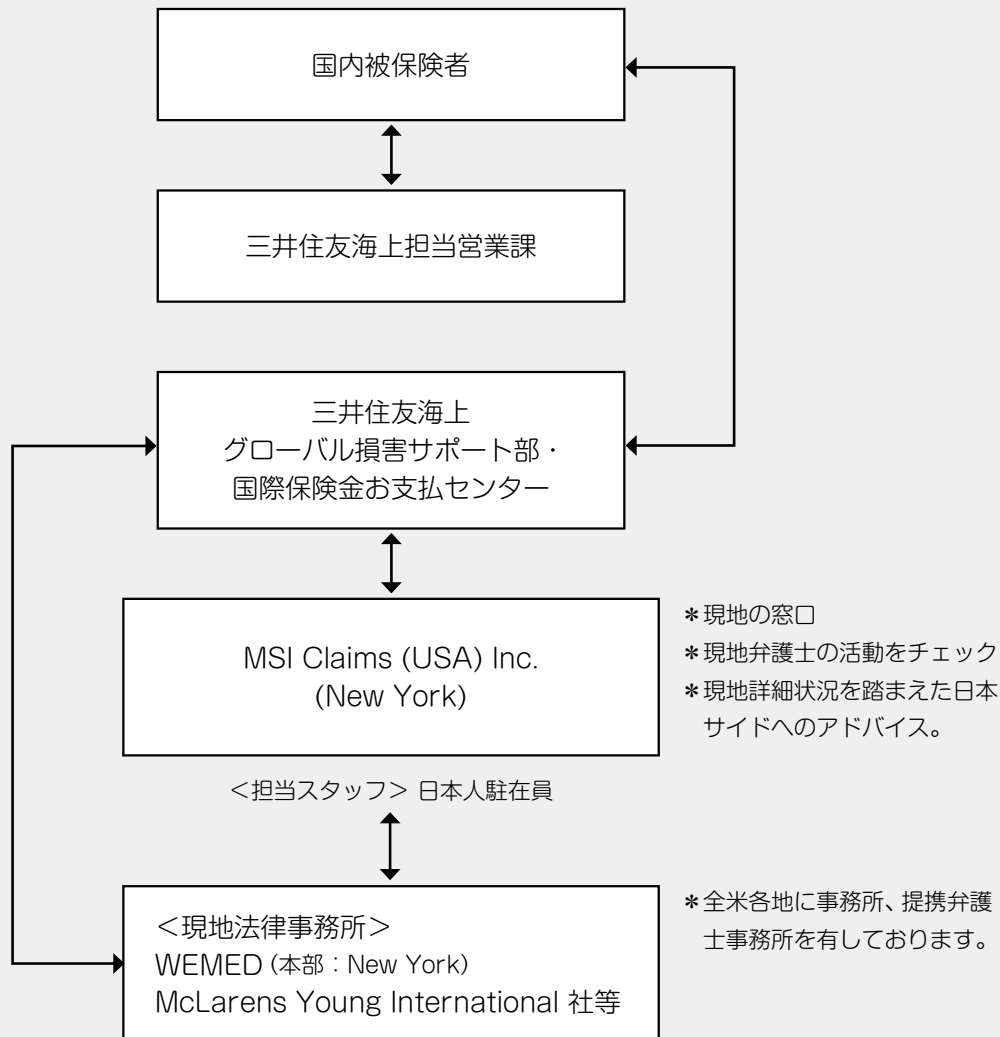 国内被保険者
三井住友海上担当営業課
三井住友海上
グローバル損害サポート部・
国際保険金お支払センター
MSI Claims (USA) Inc.
(New York)
＊現地の窓口
＊現地弁護士の活動をチェック
＊現地詳細状況を踏まえた日本
サイドへのアドバイス。
＜担当スタッフ＞ 日本人駐在員
＜現地法律事務所＞
WEMED (本部：New York)
McLarens Young International 社等
＊全米各地に事務所、提携弁護
士事務所を有しております。